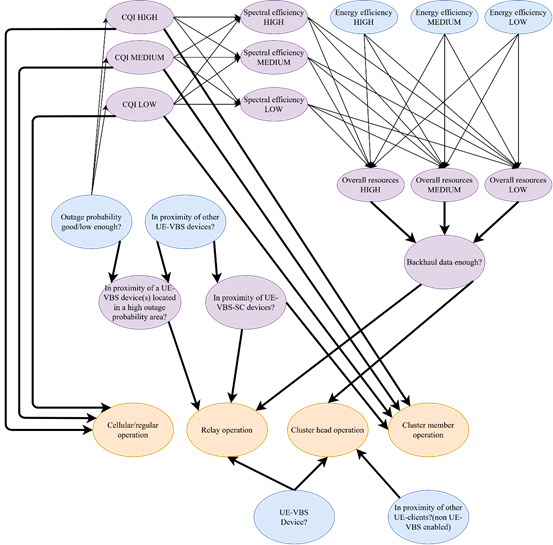 CQI HIGH
Spectral efficiency
HIGH
Energy efficiency
HIGH
Energy efficiency
MEDIUM
Energy efficiency
LOW
CQI MEDIUM
Spectral efficiency
MEDIUM
CQI LOW
Spectral efficiency
LOW
Overall resources
HIGH
Overall resources
MEDIUM
Overall resources
LOW
Outage probability
good/low enough?
In proximity of other
UE-VBS devices?
Backhaul data enough?
In proximity of a UE-
VBS device(s) located
in a high outage
probability area?
In proximity of UE-
VBS-SC devices?
Cellular/regular
operation
Relay operation
Cluster head operation
Cluster member
operation
UE-VBS
Device?
In proximity of other
UE-clients?(non UE-
VBS enabled)